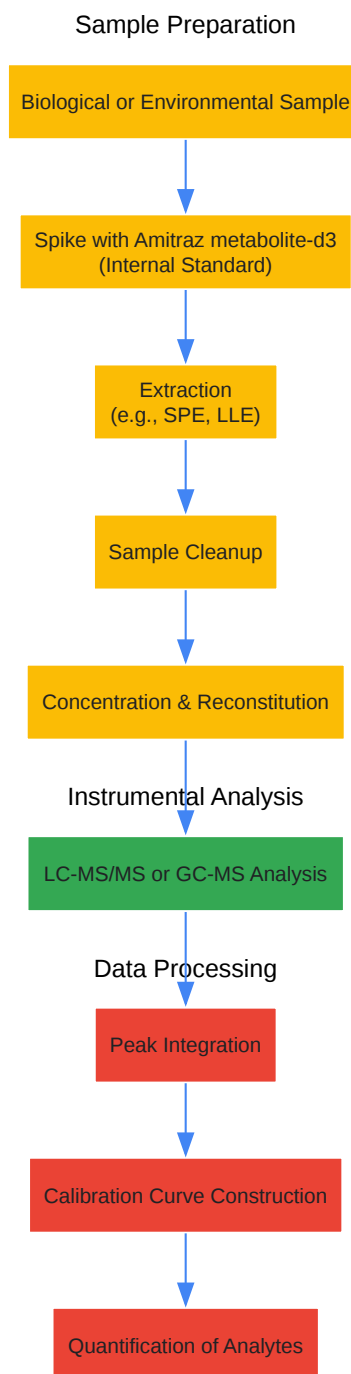 Sample Preparation
Biological or Environmental Sample
Spike with Amitraz metabolite-d3
(Internal Standard)
Extraction
(e.g., SPE, LLE)
Sample Cleanup
Concentration & Reconstitution
Instrumental Analysis
LC-MS/MS or GC-MS Analysis
Data Processing
Peak Integration
Calibration Curve Construction
Quantification of Analytes